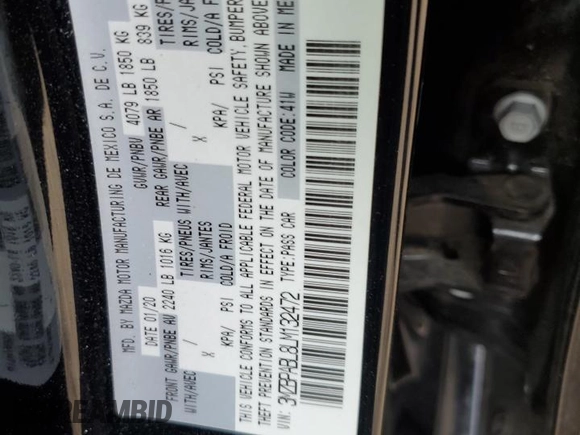 MFD. BY MAZDA MOTOR MANUFACTURING DE MEXICO S.A. DE C.V.
DATE 01/20 GVWR/PNBV 4079 LB 1850 KG
FRONT GAWR/PNBE AV 2240 LB 1016 KG REAR GAWR/PNBE AR 1850 LB 839 KG
WITH/AVEC TIRES/PNEUS WITH/AVEC TIRES/
X RIMS/JANTES X RIMS/
KPA/ PSI COLD/A FROID KPA/ PSI COLD/A
THIS VEHICLE CONFORMS TO ALL APPLICABLE FEDERAL MOTOR VEHICLE SAFETY, BUMPER
THEFT PREVENTION STANDARDS IN EFFECT ON THE DATE OF MANUFACTURE SHOWN ABOVE
VIN: 3MZBPABL8LM132472 TYPE:PASS CAR COLOR CODE:41W MADE IN